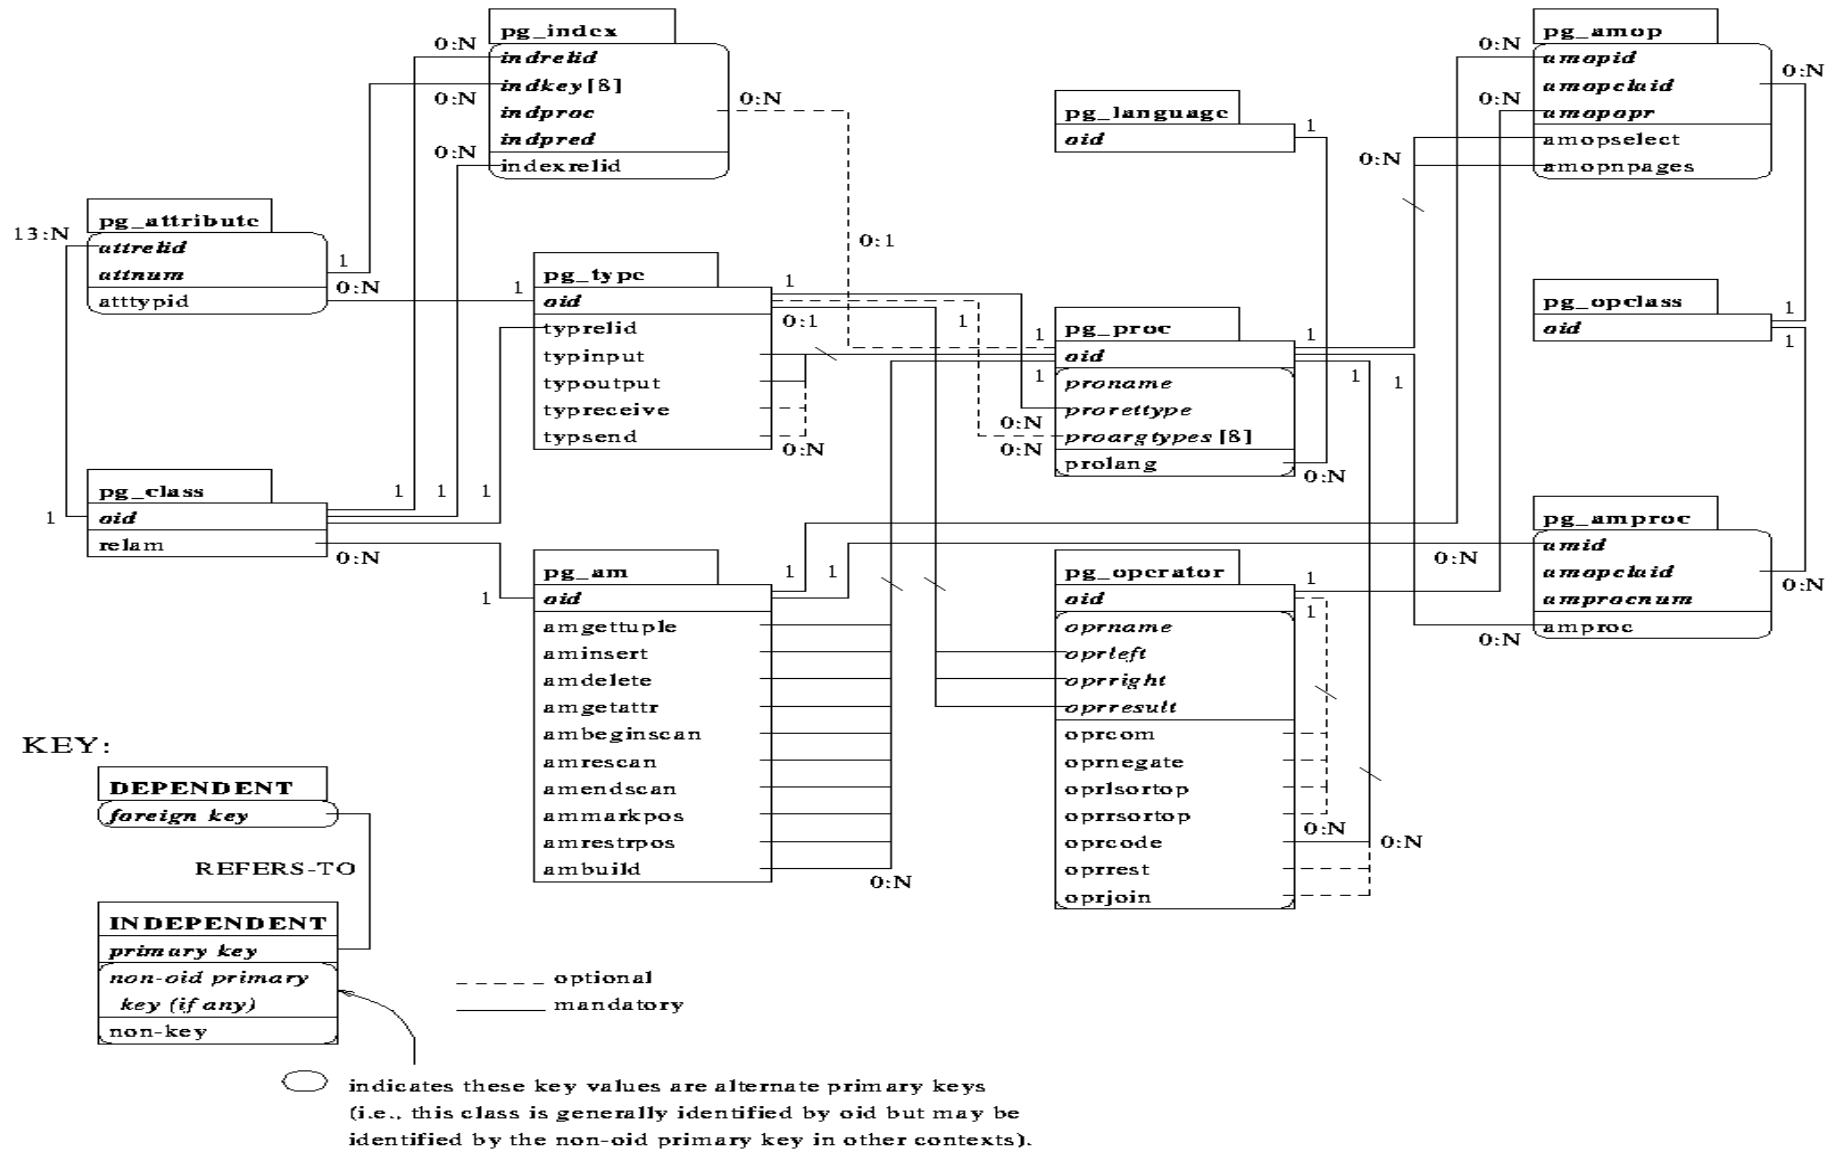 pg_index
0:N
indrelid
indkey[8]
0:N
indproc
0:N
indpred
0:N
indexrelid
pg_attribute
13:N
attrelid
attnum
1
atttypid
0:N
pg_class
1
oid
1 1 1
relam
0:N
pg_type
1
oid
1
0:1
1
typrelid
typinput
typoutput
typreceive
typsend
0:N
0:1
pg_language
1
oid
pg_proc
1
1
oid
1
1
1
proname
prorettype
0:N
proargtypes[8]
0:N
prolang
0:N
pg_amop
0:N
amopid
0:N
amopclaid
0:N
amopopr
amopselect
0:N
amopnpages
pg_opclass
1
oid
1
pg_amproc
0:N
amid
amopclaid
0:N
amprocnum
amproc
0:N
pg_am
1 1
1
oid
amgettuple
aminsert
amdelete
amgetattr
ambeginscan
amrescan
amendscan
ammarkpos
amrestrpos
ambuild
0:N
pg_operator
1
oid
1
oprname
oprleft
oprright
oprresult
oprcom
oprnegate
oprlsortop
oprrsortop
0:N
oprcode
0:N
oprrest
oprjoin
KEY:
DEPENDENT
foreign key
REFERS-TO
INDEPENDENT
primary key
non-oid primary
key (if any)
non-key
optional
mandatory
indicates these key values are alternate primary keys
(i.e., this class is generally identified by oid but may be
identified by the non-oid primary key in other contexts).